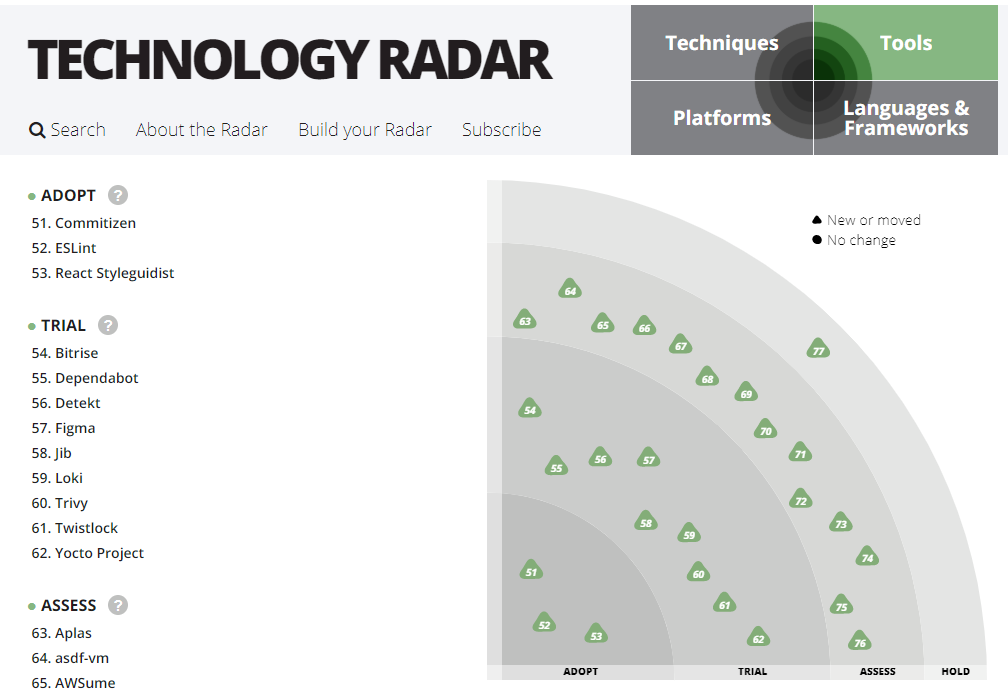 TECHNOLOGY RADAR
Search About the Radar Build your Radar Subscribe
Techniques
Tools
Platforms
Languages &
Frameworks
ADOPT ?
51. Commitizen
52. ESLint
53. React Styleguidist
TRIAL ?
54. Bitrise
55. Dependabot
56. Detekt
57. Figma
58. Jib
59. Loki
60. Trivy
61. Twistlock
62. Yocto Project
ASSESS ?
63. Aplas
64. asdf-vm
65. AWSume
New or moved
No change
64
63
65
66
67
77
68
69
54
70
71
55
56
57
72
58
73
59
74
51
60
61
75
52
53
62
76
ADOPT TRIAL ASSESS HOLD